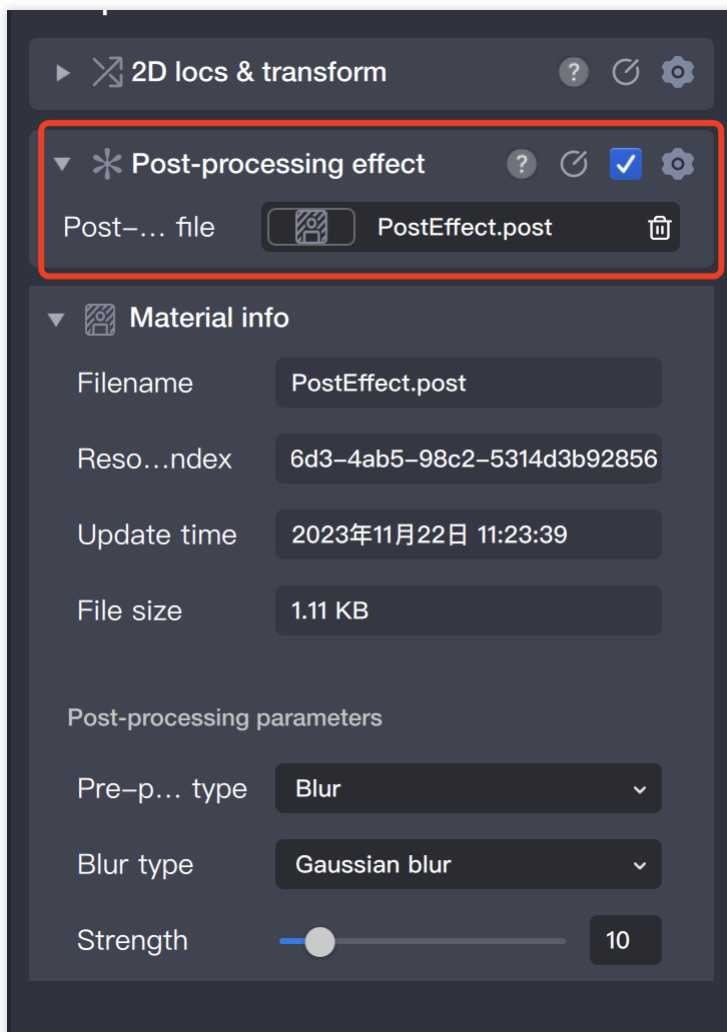 2D locs & transform
?
Post-processing effect
?
Post-... file
PostEffect.post
Material info
Filename
PostEffect.post
Reso...ndex
6d3-4ab5-98c2-5314d3b92856
Update time
2023年11月22日 11:23:39
File size
1.11 KB
Post-processing parameters
Pre-p... type
Blur
Blur type
Gaussian blur
Strength
10